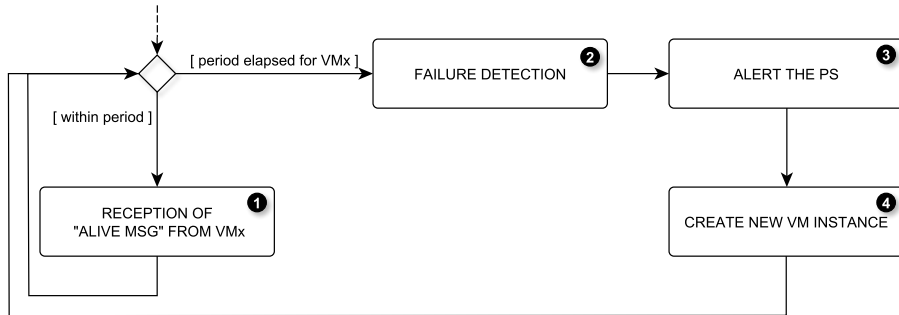 [ period elapsed for VMx ]
FAILURE DETECTION
2
ALERT THE PS
3
[ within period ]
RECEPTION OF
"ALIVE MSG" FROM VMx
1
CREATE NEW VM INSTANCE
4